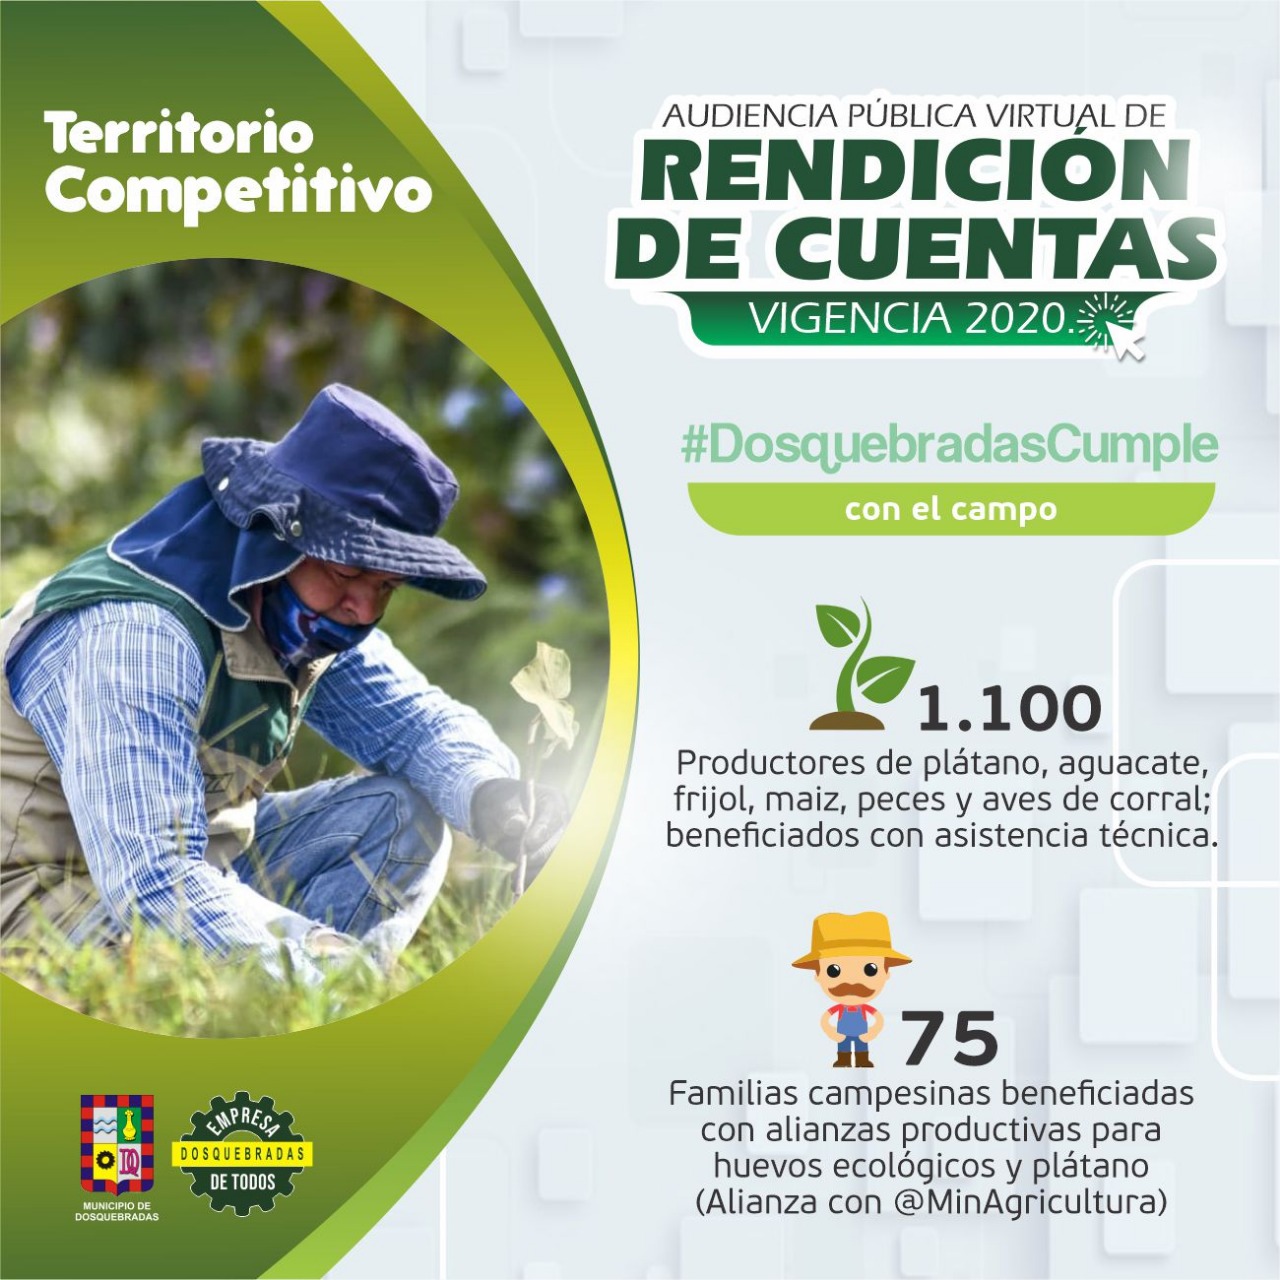 Territorio
Competitivo
AUDIENCIA PÚBLICA VIRTUAL DE
RENDICIÓN
DE CUENTAS
VIGENCIA 2020.
#DosquebradasCumple
con el campo
1.100
Productores de plátano, aguacate,
frijol, maiz, peces y aves de corral;
beneficiados con asistencia técnica.
75
Familias campesinas beneficiadas
con alianzas productivas para
huevos ecológicos y plátano
(Alianza con @MinAgricultura)
DQ
MUNICIPIO DE
DOSQUEBRADAS
EMPRESA
DOSQUEBRADAS
DE TODOS